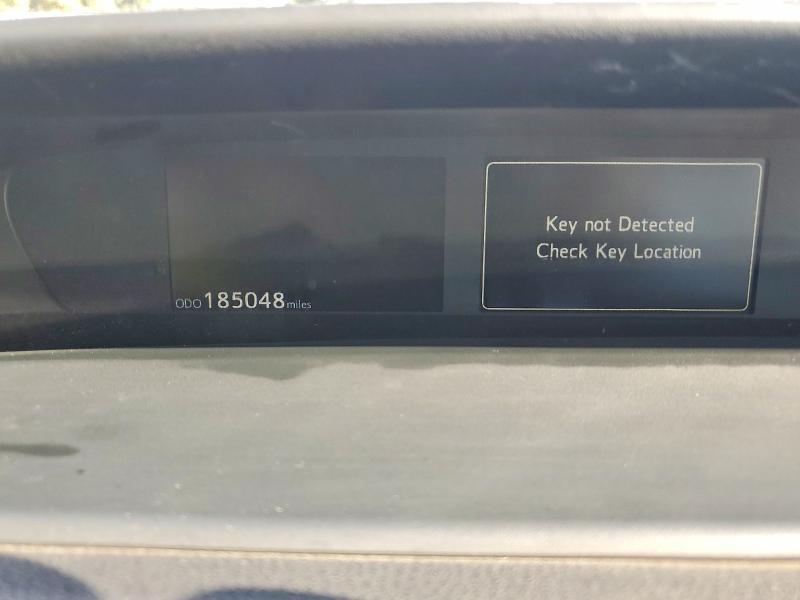 ODO 185048 miles
Key not Detected
Check Key Location